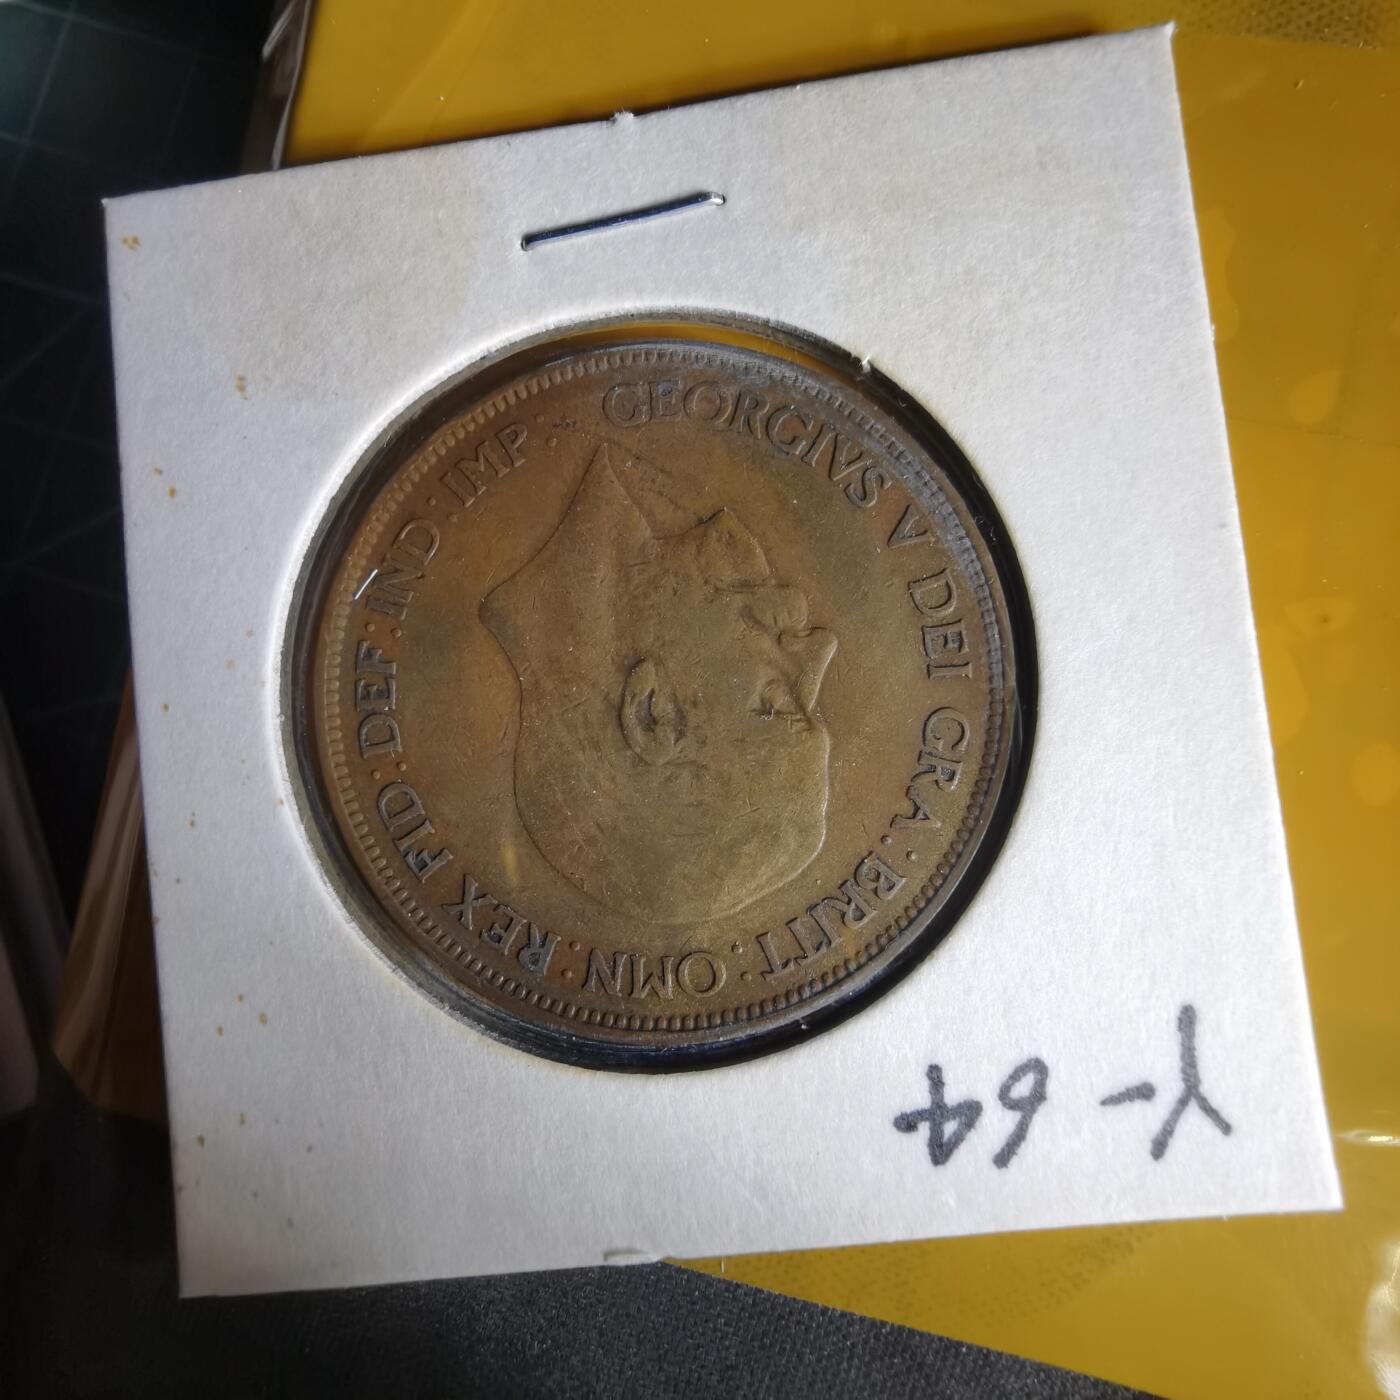 GEORGIVS V DEI GRA: BRITT: OMN: REX FID: DEF: IND: IMP:
Y-64